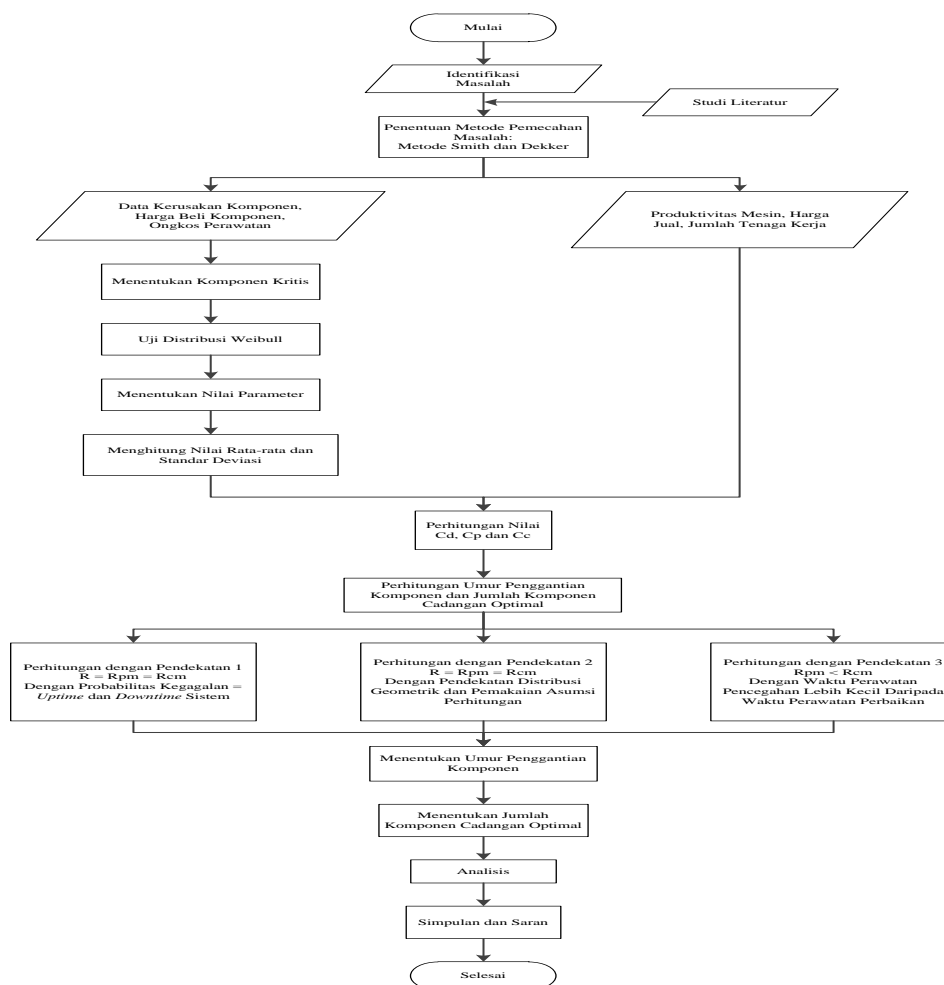 Mulai
Identifikasi
Masalah
Studi Literatur
Penentuan Metode Pemecahan
Masalah:
Metode Smith dan Dekker
Data Kerusakan Komponen,
Harga Beli Komponen,
Ongkos Perawatan
Produktivitas Mesin, Harga
Jual, Jumlah Tenaga Kerja
Menentukan Komponen Kritis
Uji Distribusi Weibull
Menentukan Nilai Parameter
Menghitung Nilai Rata-rata dan
Standar Deviasi
Perhitungan Nilai
Cd, Cp dan Cc
Perhitungan Umur Penggantian
Komponen dan Jumlah Komponen
Cadangan Optimal
Perhitungan dengan Pendekatan 1
R = Rpm = Rcm
Dengan Probabilitas Kegagalan =
Uptime dan Downtime Sistem
Perhitungan dengan Pendekatan 2
R = Rpm = Rcm
Dengan Pendekatan Distribusi
Geometrik dan Pemakaian Asumsi
Perhitungan
Perhitungan dengan Pendekatan 3
Rpm < Rcm
Dengan Waktu Perawatan
Pencegahan Lebih Kecil Daripada
Waktu Perawatan Perbaikan
Menentukan Umur Penggantian
Komponen
Menentukan Jumlah
Komponen Cadangan Optimal
Analisis
Simpulan dan Saran
Selesai